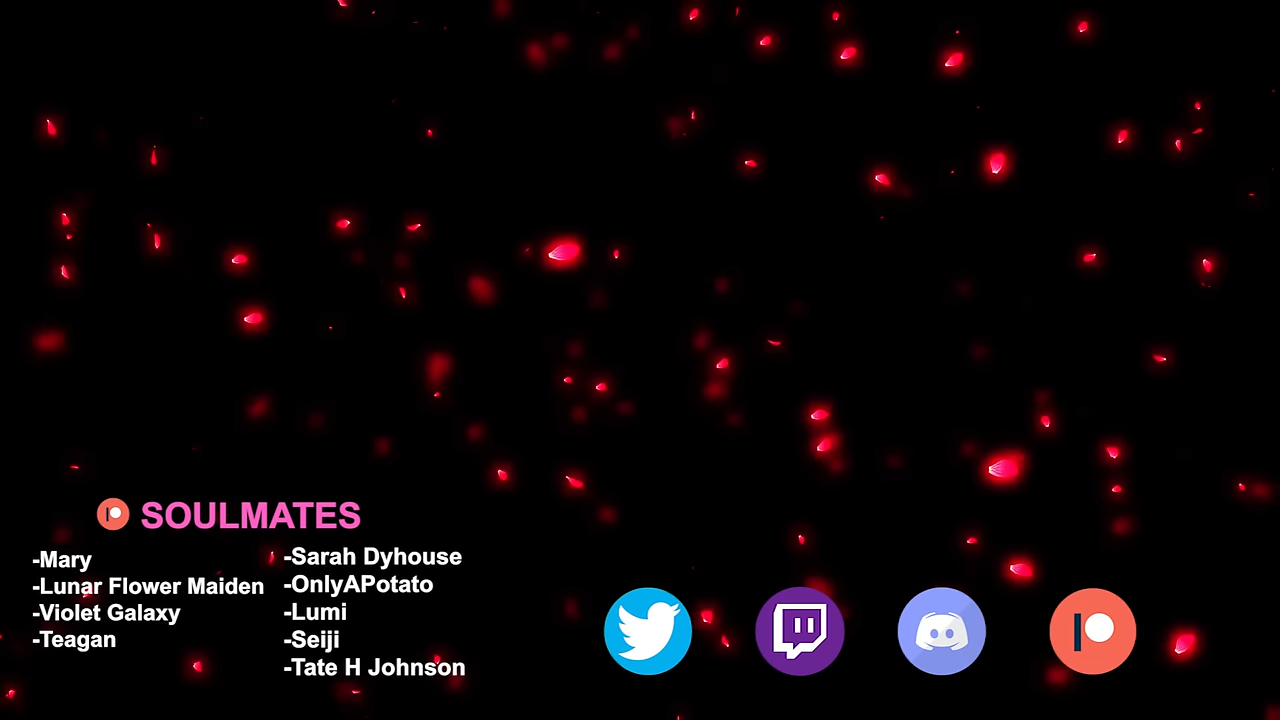 SOULMATES
-Mary
-Lunar Flower Maiden
-Violet Galaxy
-Teagan
-Sarah Dyhouse
-OnlyAPotato
-Lumi
-Seiji
-Tate H Johnson